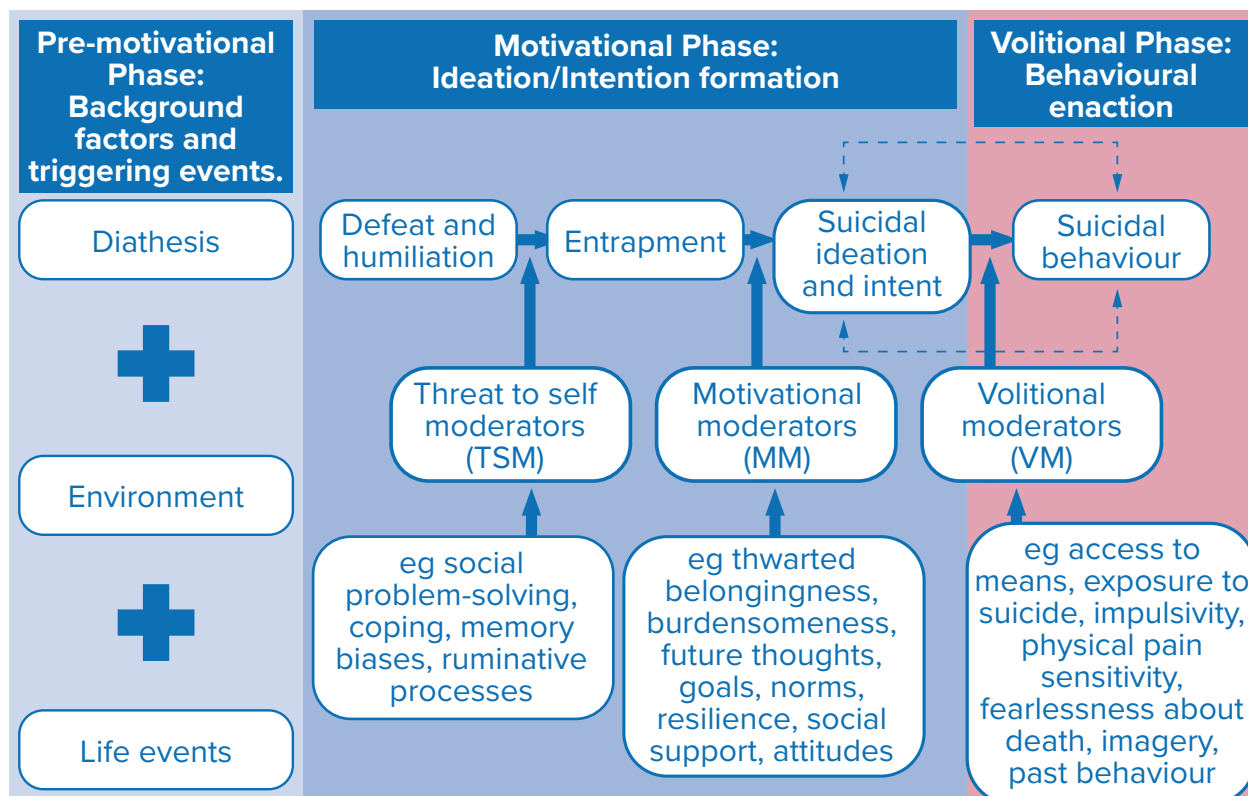 Pre-motivational
Phase:
Background
factors and
triggering events.
Motivational Phase:
Ideation/Intention formation
Volitional Phase:
Behavioural
enaction
Diathesis
Environment
Life events
Defeat and
humiliation
Entrapment
Suicidal
ideation
and intent
Suicidal
behaviour
Threat to self
moderators
(TSM)
Motivational
moderators
(MM)
Volitional
moderators
(VM)
eg social
problem-solving,
coping, memory
biases, ruminative
processes
eg thwarted
belongingness,
burdensomeness,
future thoughts,
goals, norms,
resilience, social
support, attitudes
eg access to
means, exposure to
suicide, impulsivity,
physical pain
sensitivity,
fearlessness about
death, imagery,
past behaviour